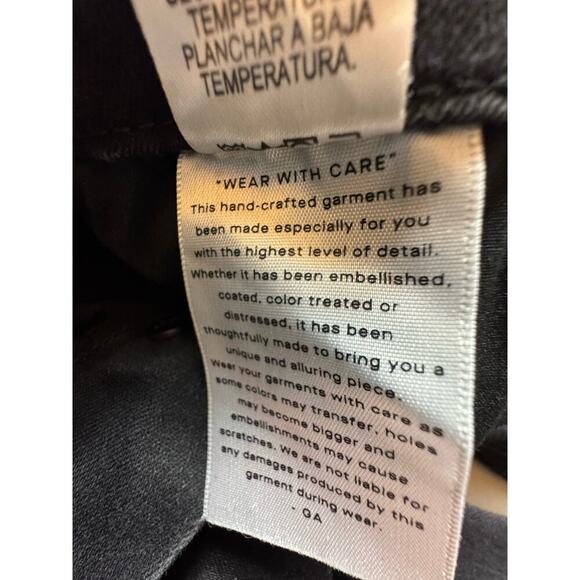 TEMPERATURA
PLANCHAR A BAJA
TEMPERATURA.
"WEAR WITH CARE"
This hand-crafted garment has
been made especially for you
with the highest level of detail.
Whether it has been embellished,
coated, color treated or
distressed, it has been
thoughtfully made to bring you a
unique and alluring piece.
Wear your garments with care as
some colors may transfer, holes
may become bigger and
embellishments may cause
scratches. We are not liable for
any damages produced by this
garment during wear.
- GA